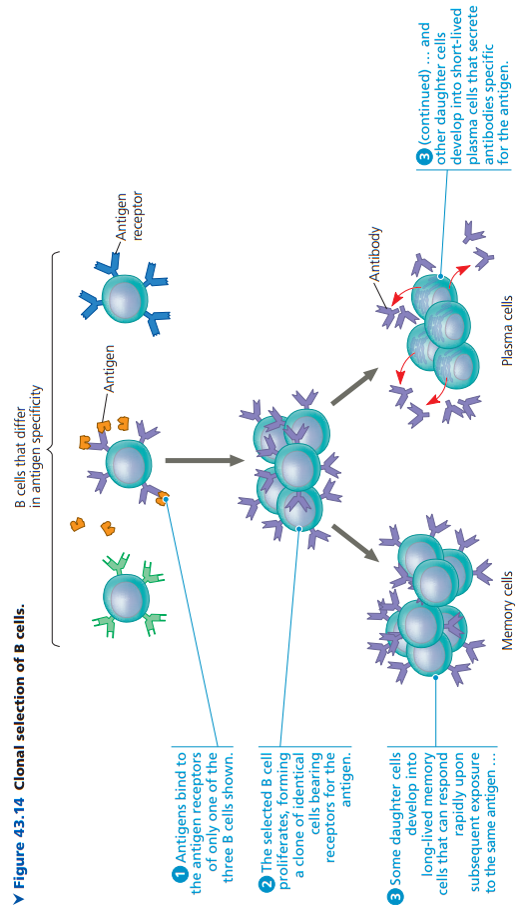 ▼ Figure 43.14 Clonal selection of B cells.
B cells that differ
in antigen specificity
Antigen
Antigen
receptor
1 Antigens bind to
the antigen receptors
of only one of the
three B cells shown.
2 The selected B cell
proliferates, forming
a clone of identical
cells bearing
receptors for the
antigen.
3 Some daughter cells
develop into
long-lived memory
cells that can respond
rapidly upon
subsequent exposure
to the same antigen ...
Antibody
3 (continued) ... and
other daughter cells
develop into short-lived
plasma cells that secrete
antibodies specific
for the antigen.
Memory cells
Plasma cells